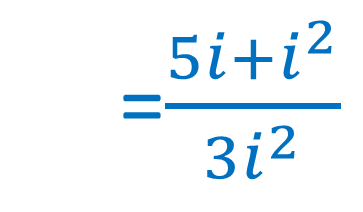 = (5i + i²) / (3i²)